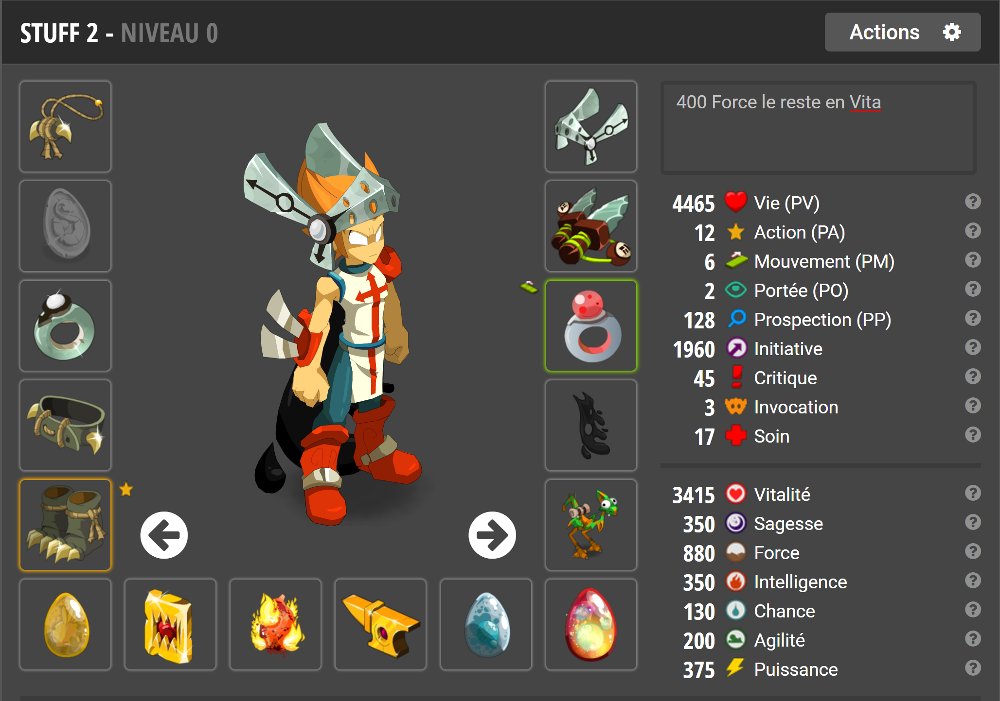 STUFF 2 - NIVEAU 0
Actions
400 Force le reste en Vita
4465 Vie (PV) ?
12 Action (PA) ?
6 Mouvement (PM) ?
2 Portée (PO) ?
128 Prospection (PP) ?
1960 Initiative ?
45 Critique ?
3 Invocation ?
17 Soin ?
3415 Vitalité ?
350 Sagesse ?
880 Force ?
350 Intelligence ?
130 Chance ?
200 Agilité ?
375 Puissance ?